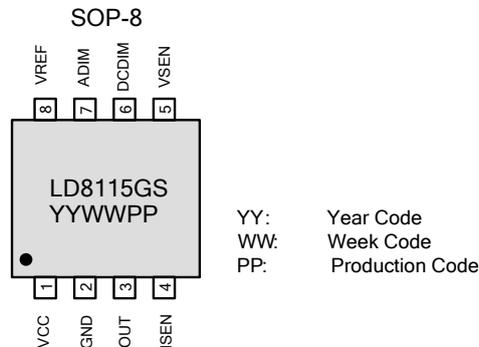 SOP-8
VREF ADIM DCDIM VSEN
8 7 6 5
LD8115GS
YYWWPP
YY: Year Code
WW: Week Code
PP: Production Code
1 2 3 4
VCC GND OUT ISEN